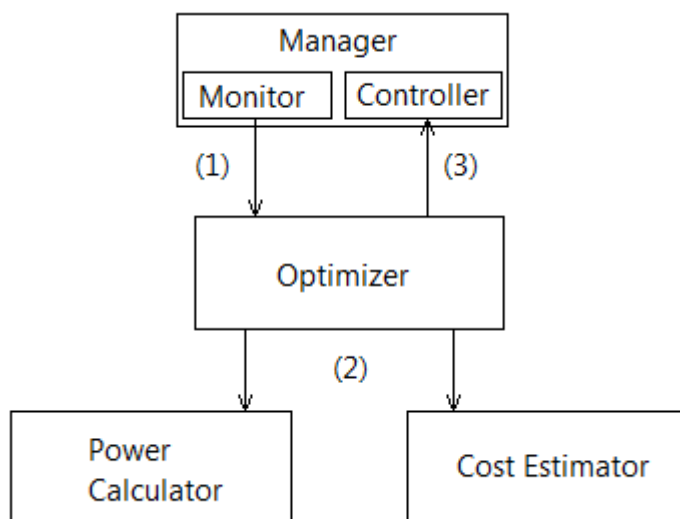 Manager
Monitor
Controller
(1)
(3)
Optimizer
(2)
Power
Calculator
Cost Estimator